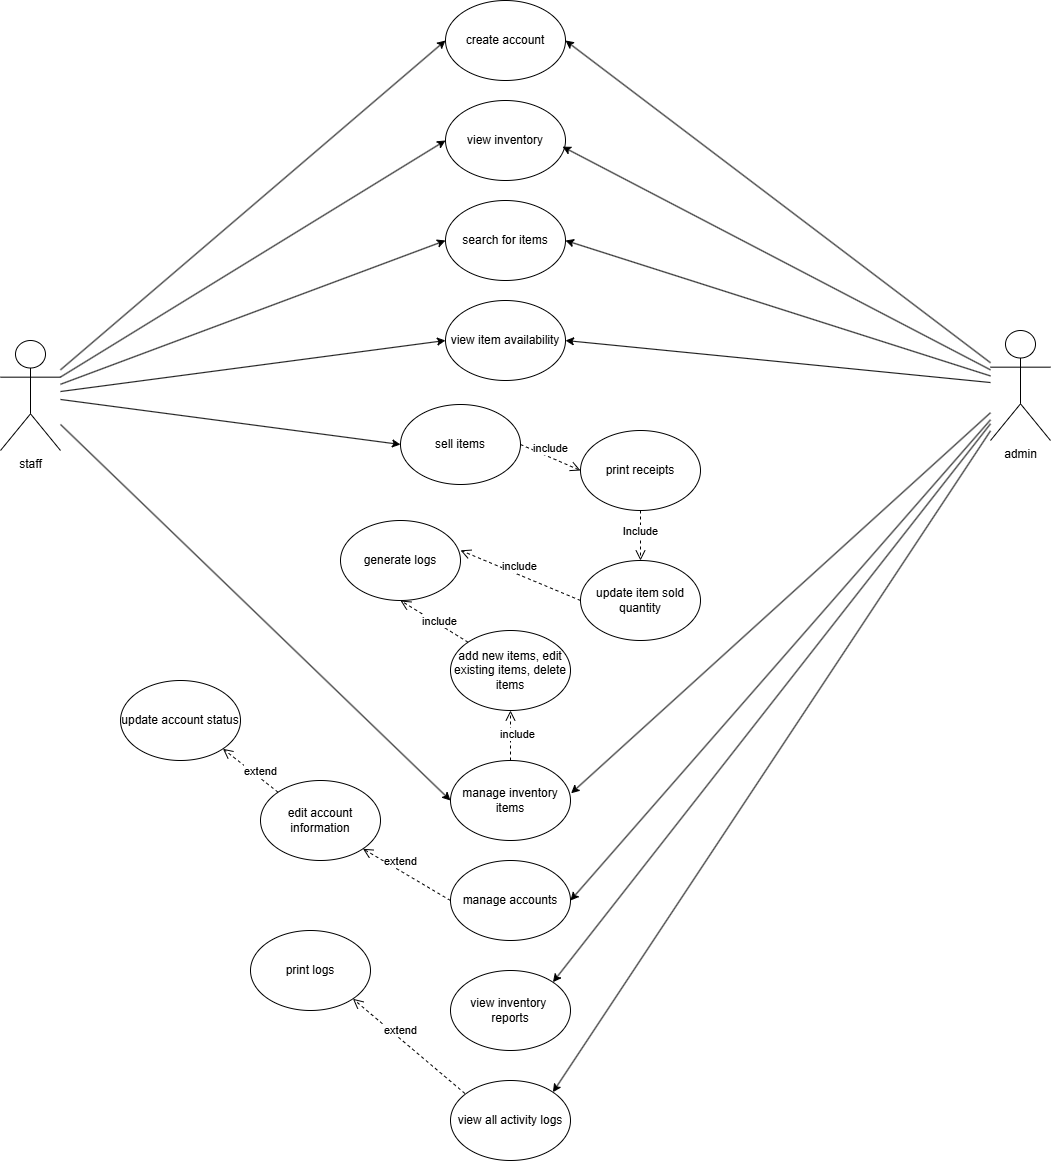 create account
view inventory
search for items
view item availability
staff
admin
sell items
include
print receipts
Include
generate logs
include
update item sold
quantity
include
add new items, edit
existing items, delete
items
include
update account status
extend
manage inventory
items
edit account
information
extend
manage accounts
print logs
view inventory
reports
extend
view all activity logs